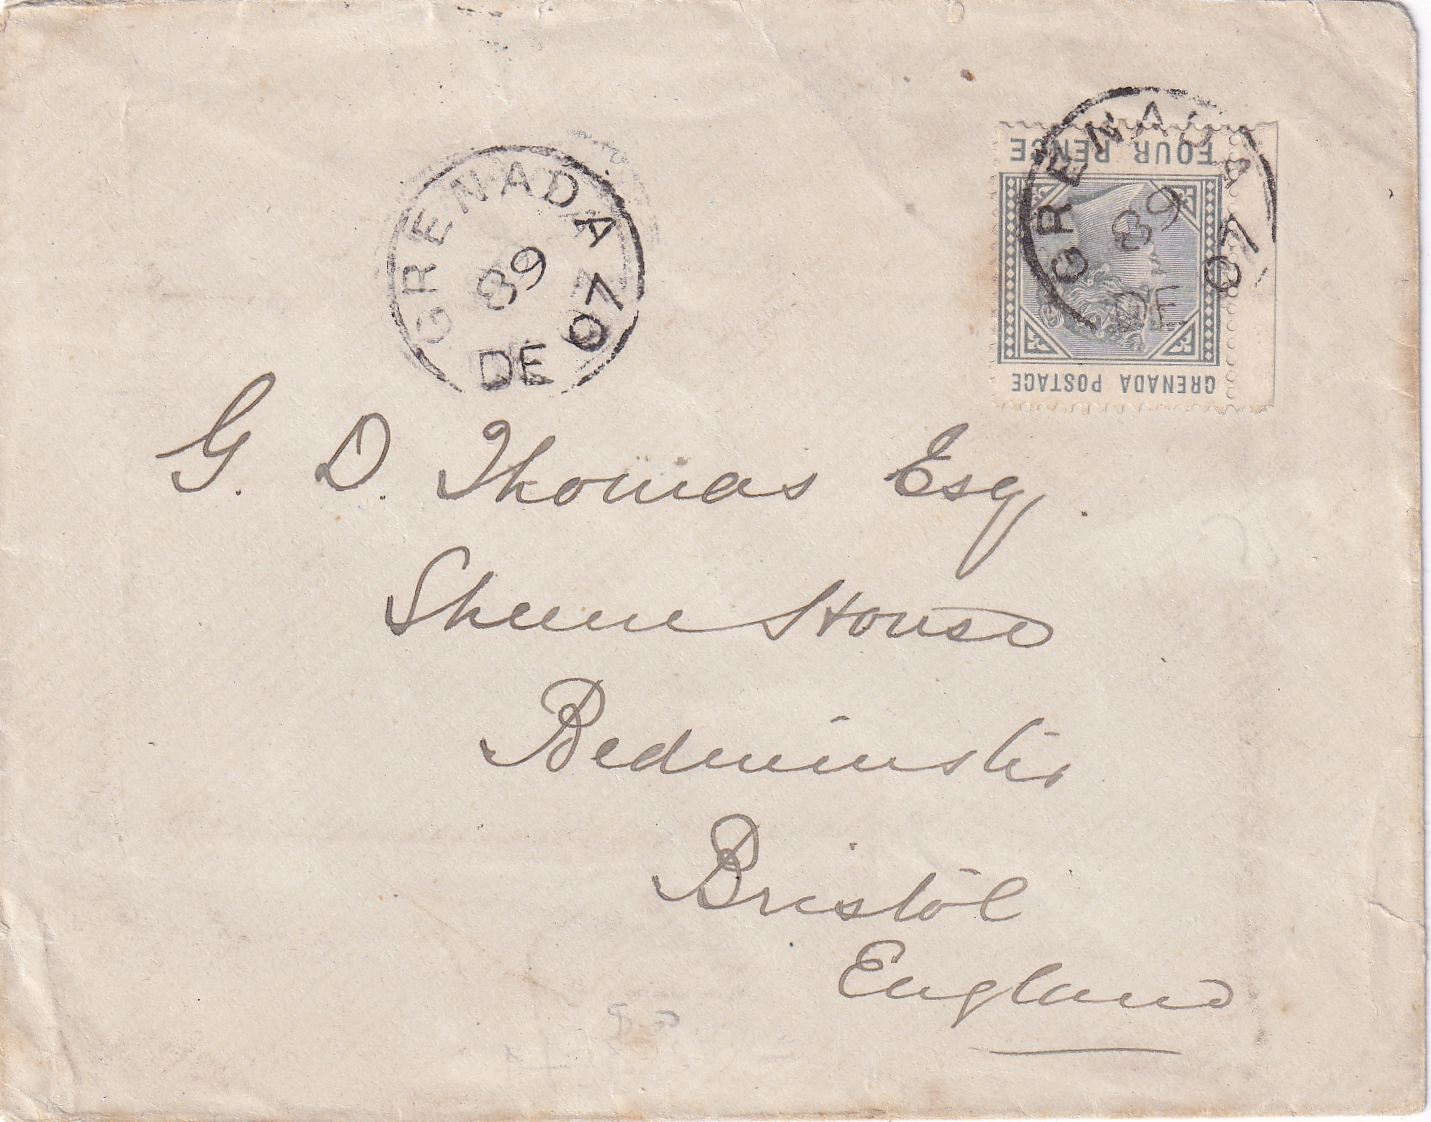 GRENADA
89
DE
07
GRENADA
89
DE
07
FOUR PENCE
GRENADA POSTAGE
G. D. Thomas Esq.
Sheene House
Bedminster
Bristol
England